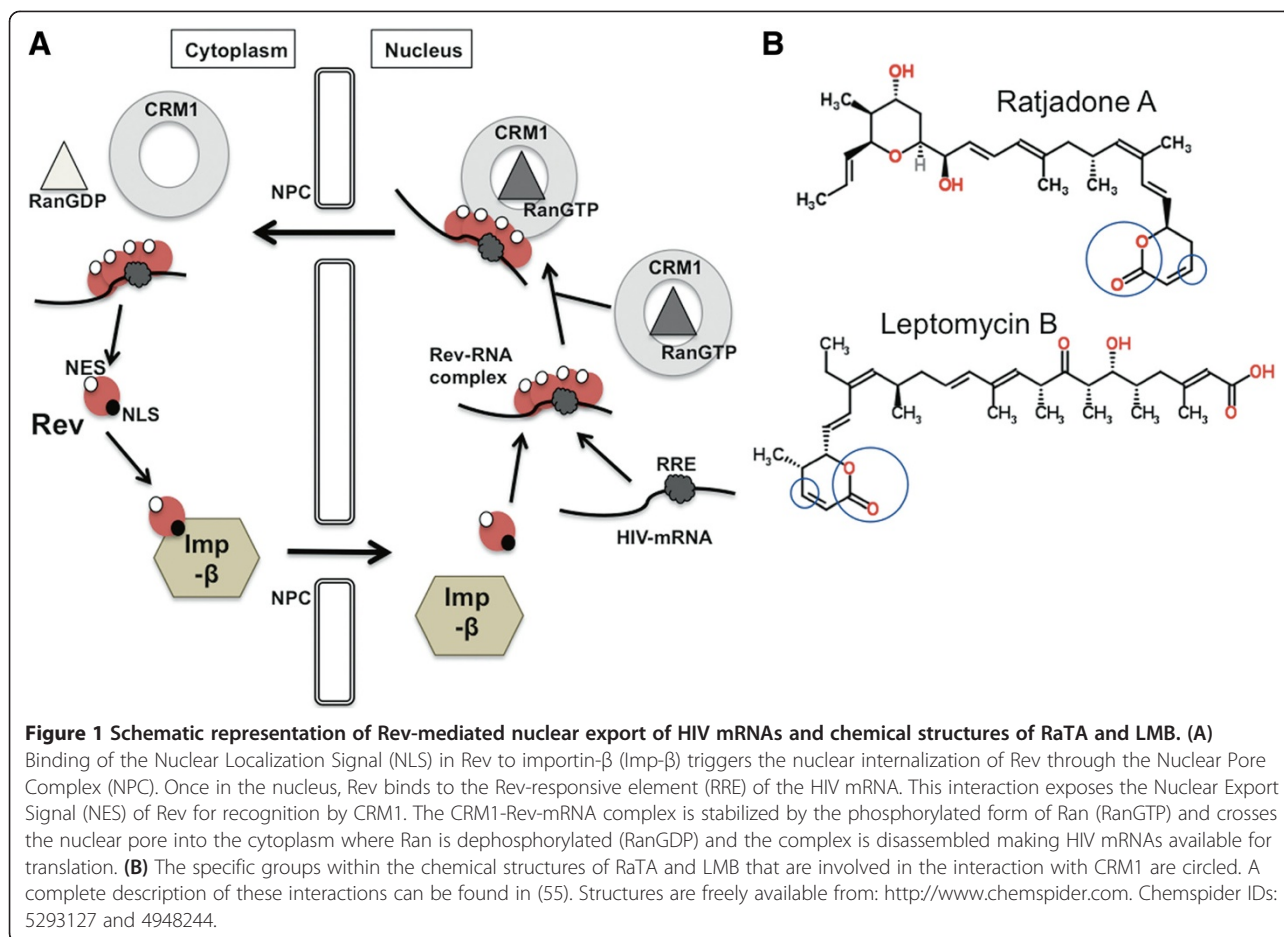 A
Cytoplasm
Nucleus
CRM1
RanGDP
NPC
CRM1
RanGTP
CRM1
RanGTP
NES
NLS
Rev
Rev-RNA
complex
RRE
HIV-mRNA
Imp
-β
NPC
Imp
-β
B
Ratjadone A
OH
H₃C
O
H
OH
H₃C
CH₃
CH₃
CH₃
O
O
Leptomycin B
CH₃
O
OH
OH
O
CH₃
CH₃
CH₃
CH₃
CH₃
CH₃
H₃C
O
O
Figure 1 Schematic representation of Rev-mediated nuclear export of HIV mRNAs and chemical structures of RaTA and LMB. (A)
Binding of the Nuclear Localization Signal (NLS) in Rev to importin-β (Imp-β) triggers the nuclear internalization of Rev through the Nuclear Pore
Complex (NPC). Once in the nucleus, Rev binds to the Rev-responsive element (RRE) of the HIV mRNA. This interaction exposes the Nuclear Export
Signal (NES) of Rev for recognition by CRM1. The CRM1-Rev-mRNA complex is stabilized by the phosphorylated form of Ran (RanGTP) and crosses
the nuclear pore into the cytoplasm where Ran is dephosphorylated (RanGDP) and the complex is disassembled making HIV mRNAs available for
translation. (B) The specific groups within the chemical structures of RaTA and LMB that are involved in the interaction with CRM1 are circled. A
complete description of these interactions can be found in (55). Structures are freely available from: http://www.chemspider.com. Chemspider IDs:
5293127 and 4948244.